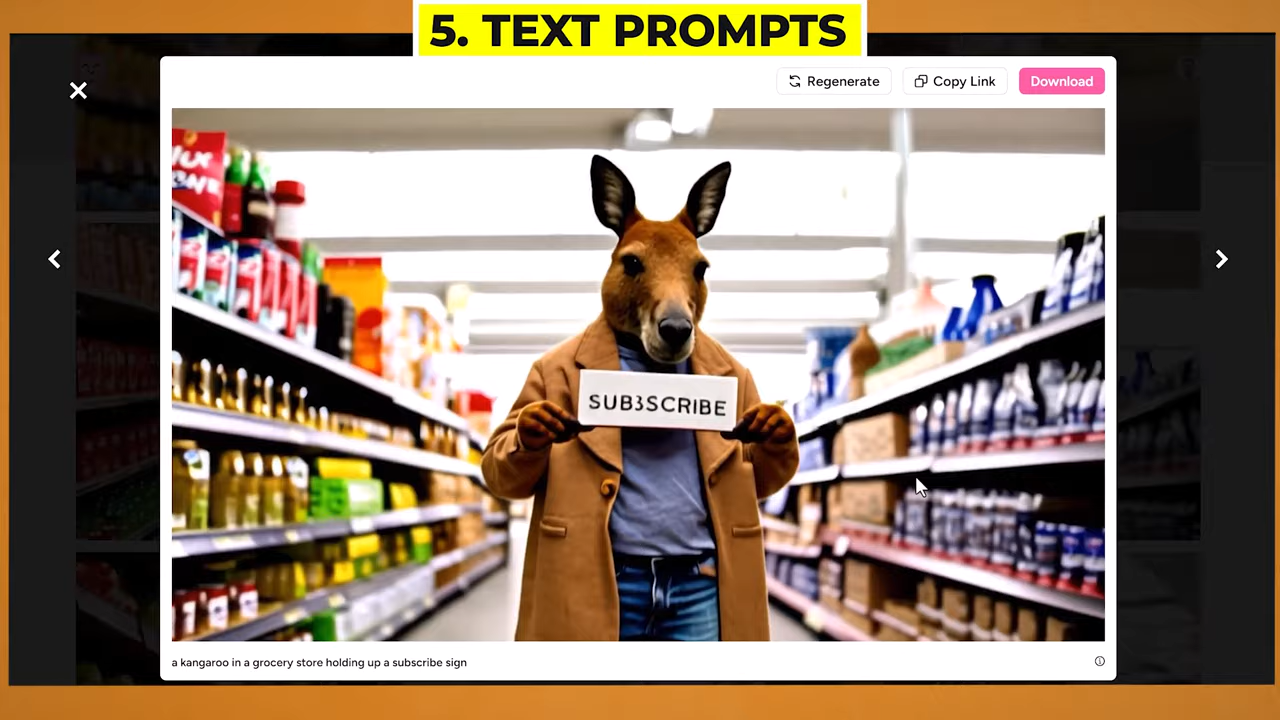 5. TEXT PROMPTS
Regenerate
Copy Link
Download
SUB3SCRIBE
a kangaroo in a grocery store holding up a subscribe sign